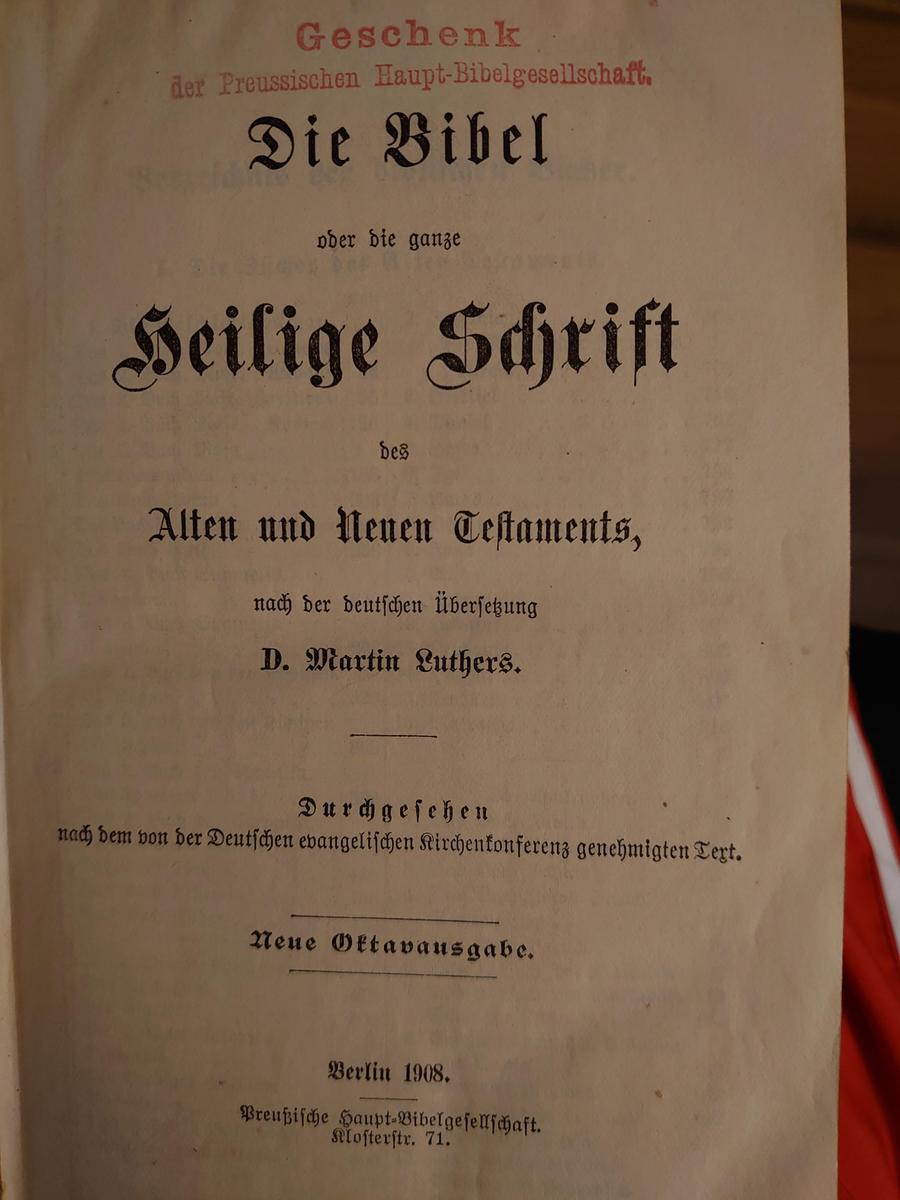 Geschenk
der Preussischen Haupt-Bibelgesellschaft.
Die Bibel
oder die ganze
Heilige Schrift
des
Alten und Neuen Testaments,
nach der deutschen Übersetzung
D. Martin Luthers.
Durchgesehen
nach dem von der Deutschen evangelischen Kirchenkonferenz genehmigten Text.
Neue Oktavausgabe.
Berlin 1908.
Preußische Haupt-Bibelgesellschaft.
Klosterstr. 71.